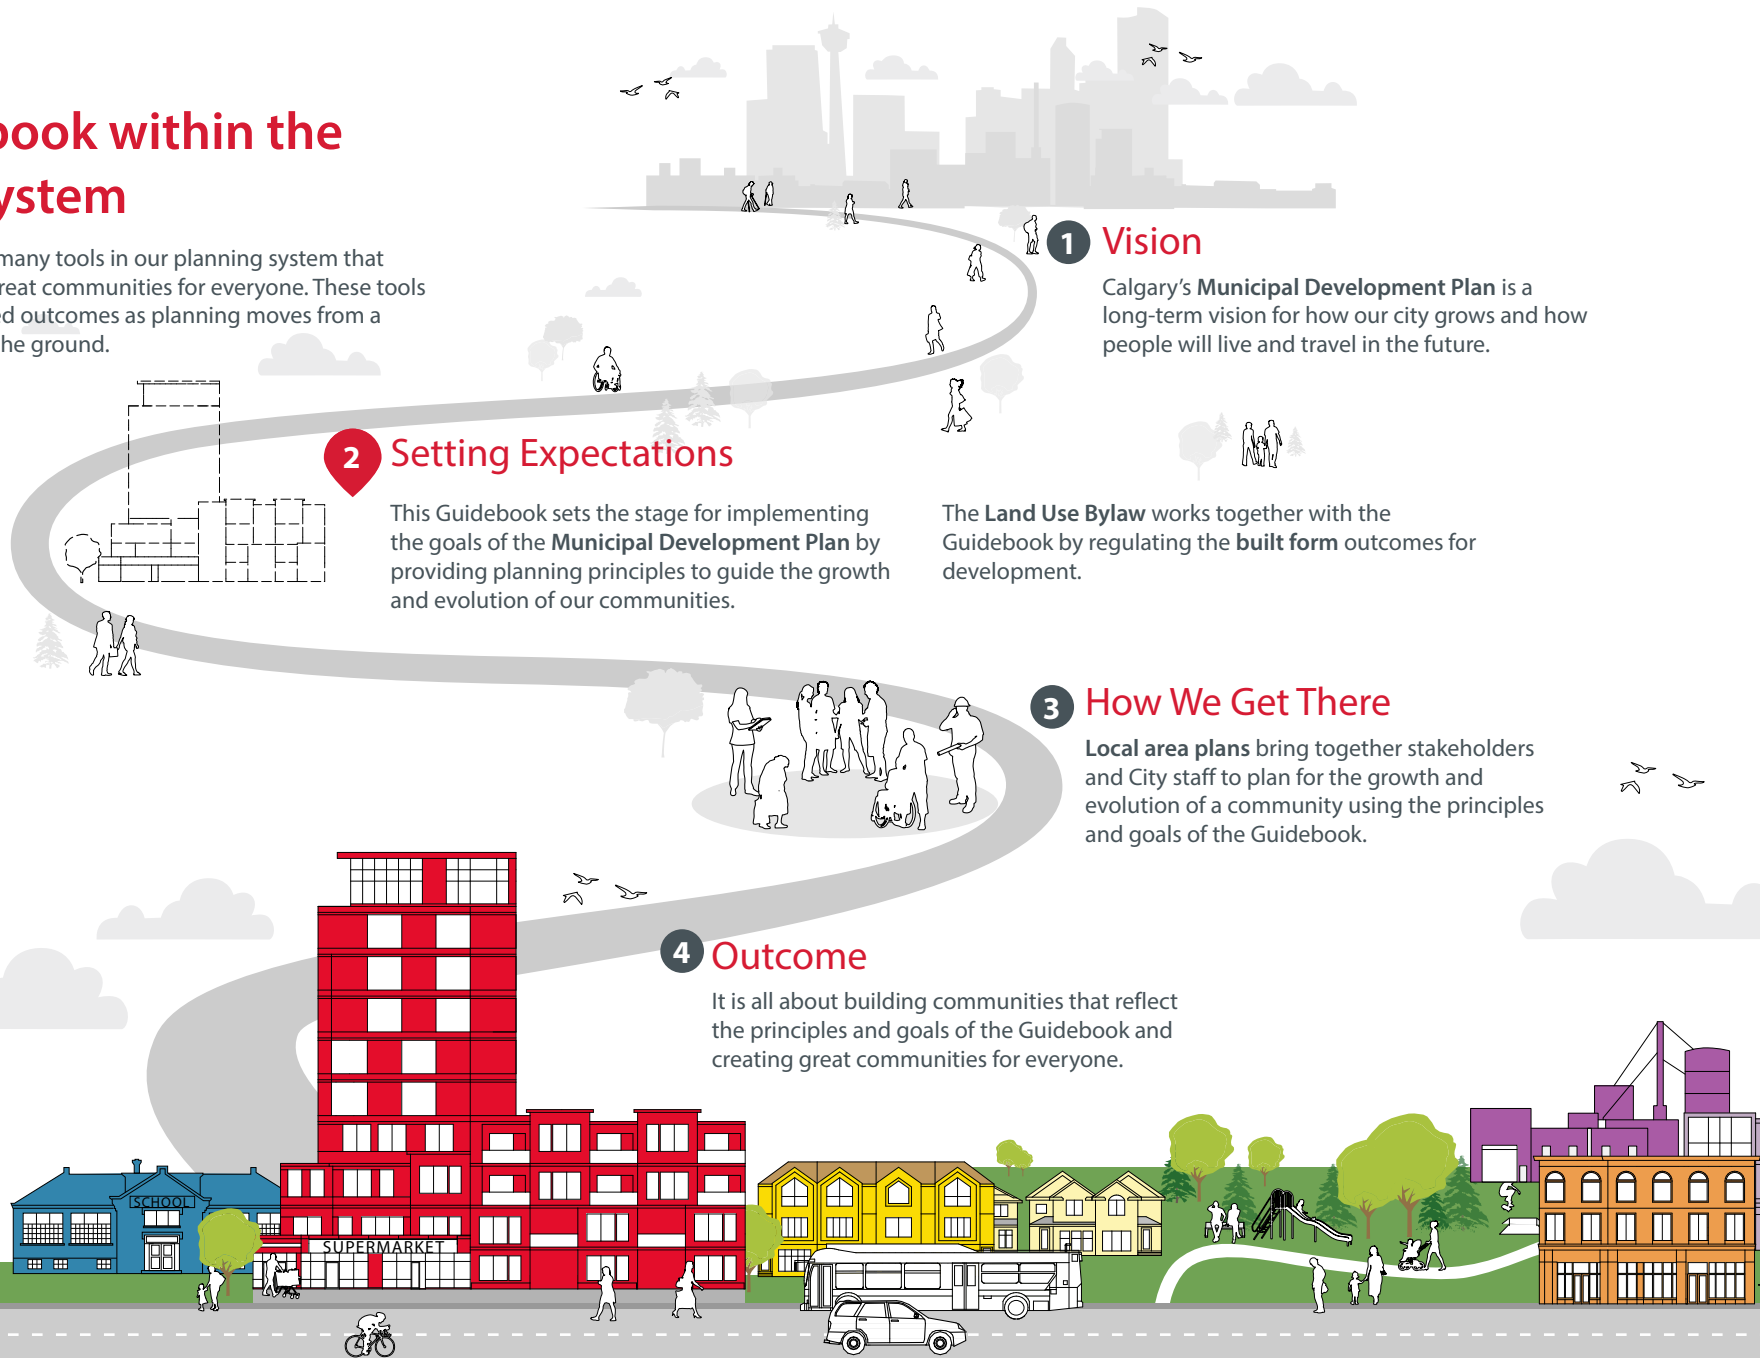 book within the
ystem
many tools in our planning system that
reat communities for everyone. These tools
ed outcomes as planning moves from a
he ground.
1 Vision
Calgary's Municipal Development Plan is a
long-term vision for how our city grows and how
people will live and travel in the future.
2 Setting Expectations
This Guidebook sets the stage for implementing
the goals of the Municipal Development Plan by
providing planning principles to guide the growth
and evolution of our communities.
The Land Use Bylaw works together with the
Guidebook by regulating the built form outcomes for
development.
3 How We Get There
Local area plans bring together stakeholders
and City staff to plan for the growth and
evolution of a community using the principles
and goals of the Guidebook.
4 Outcome
It is all about building communities that reflect
the principles and goals of the Guidebook and
creating great communities for everyone.
SCHOOL
SUPERMARKET